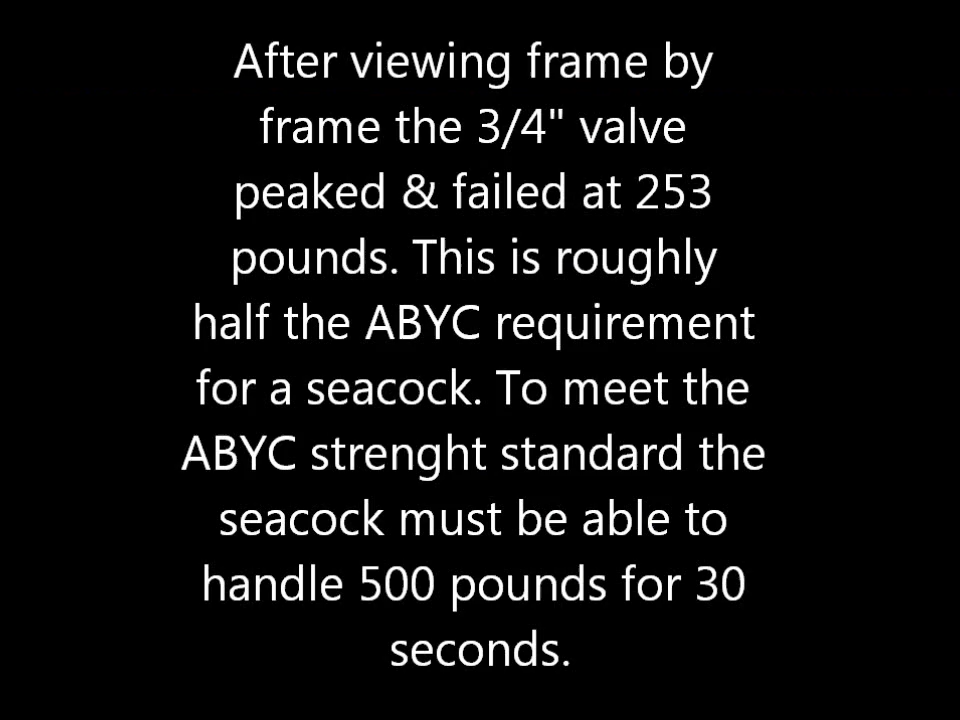 After viewing frame by
frame the 3/4" valve
peaked & failed at 253
pounds. This is roughly
half the ABYC requirement
for a seacock. To meet the
ABYC strenght standard the
seacock must be able to
handle 500 pounds for 30
seconds.